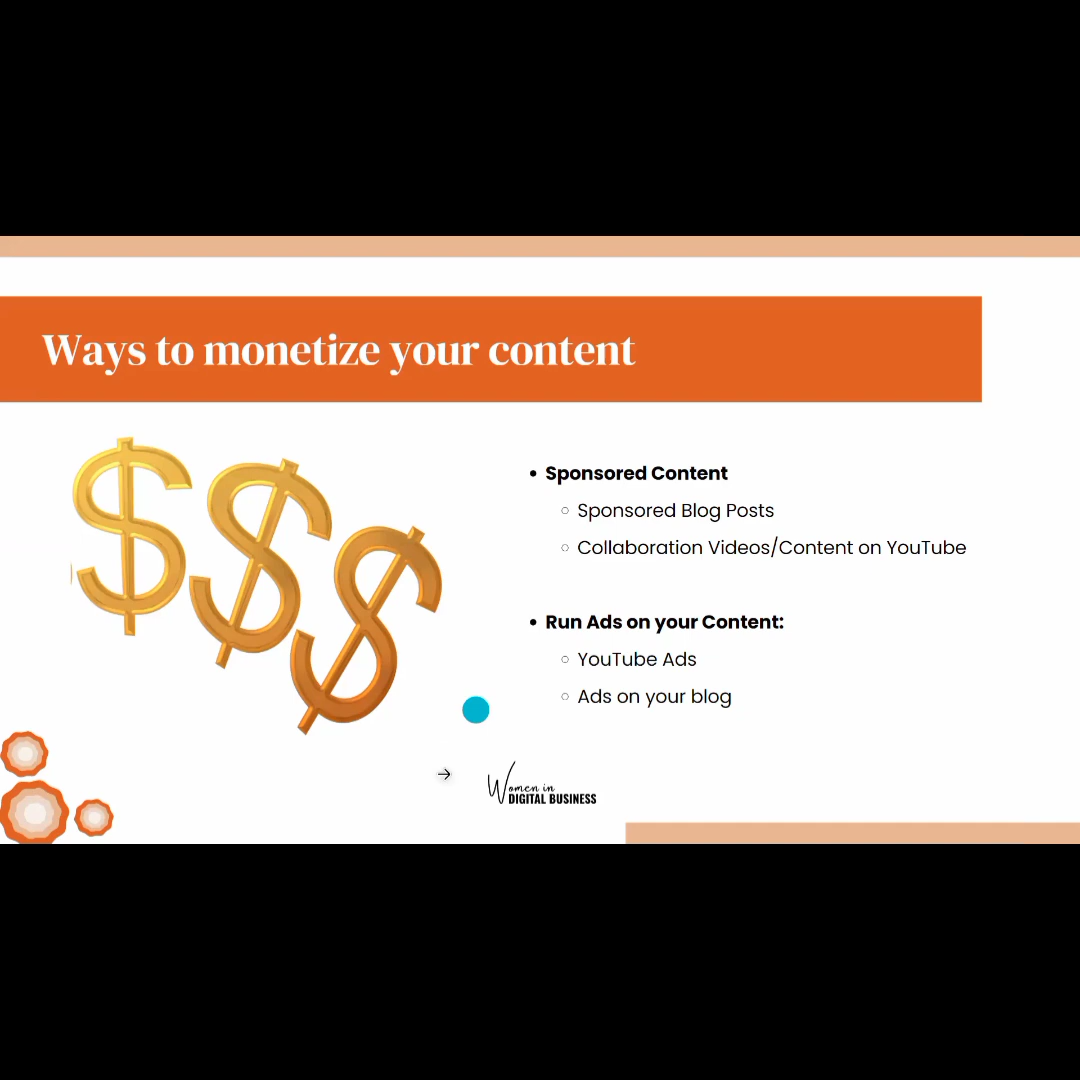 Ways to monetize your content
• Sponsored Content
○ Sponsored Blog Posts
○ Collaboration Videos/Content on YouTube
• Run Ads on your Content:
○ YouTube Ads
○ Ads on your blog
Women in
DIGITAL BUSINESS